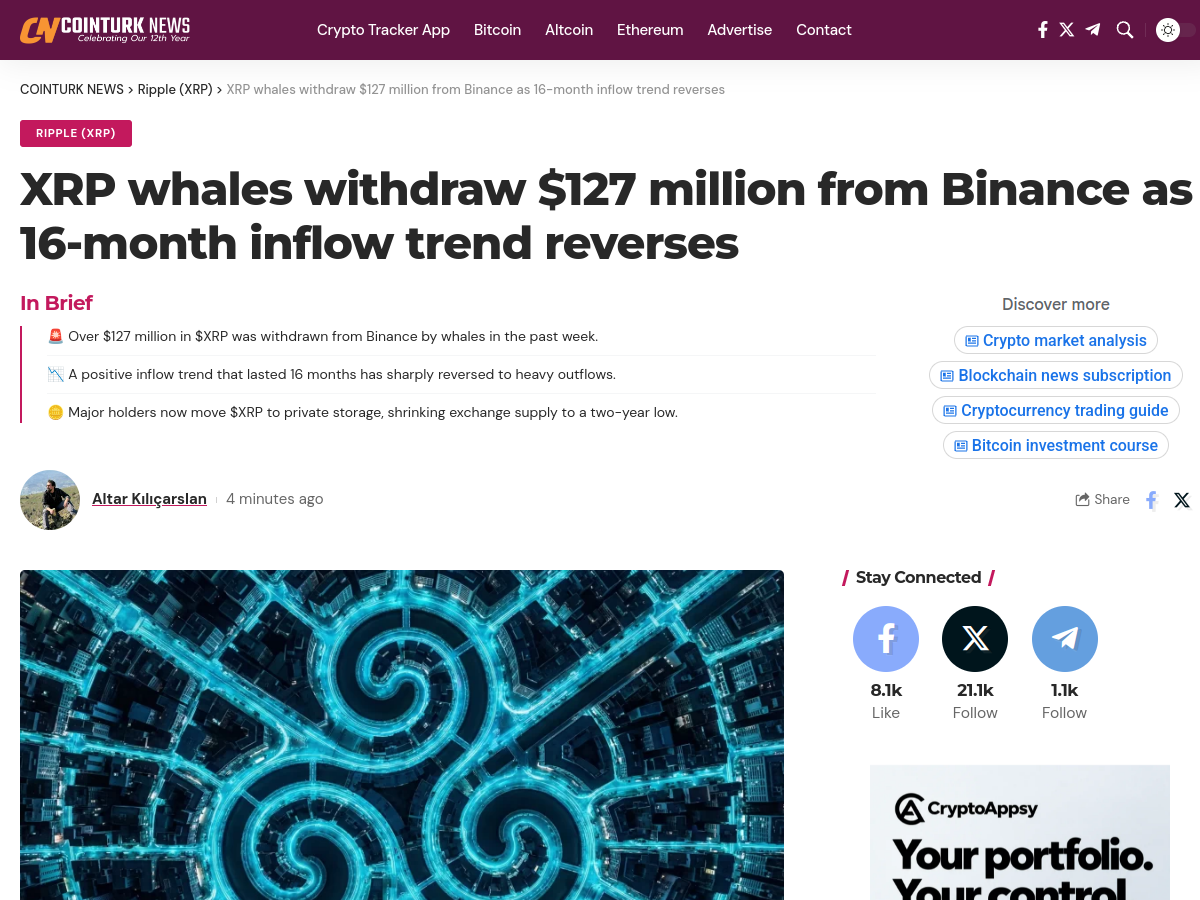 CN COINTURK NEWS
Celebrating Our 12th Year
Crypto Tracker App Bitcoin Altcoin Ethereum Advertise Contact
COINTURK NEWS > Ripple (XRP) > XRP whales withdraw $127 million from Binance as 16-month inflow trend reverses
RIPPLE (XRP)
XRP whales withdraw $127 million from Binance as
16-month inflow trend reverses
In Brief
🚨 Over $127 million in $XRP was withdrawn from Binance by whales in the past week.
📉 A positive inflow trend that lasted 16 months has sharply reversed to heavy outflows.
🪙 Major holders now move $XRP to private storage, shrinking exchange supply to a two-year low.
Discover more
Crypto market analysis
Blockchain news subscription
Cryptocurrency trading guide
Bitcoin investment course
Altar Kılıçarslan 4 minutes ago
Share
Stay Connected
8.1k 21.1k 1.1k
Like Follow Follow
CryptoAppsy
Your portfolio.
Your control.